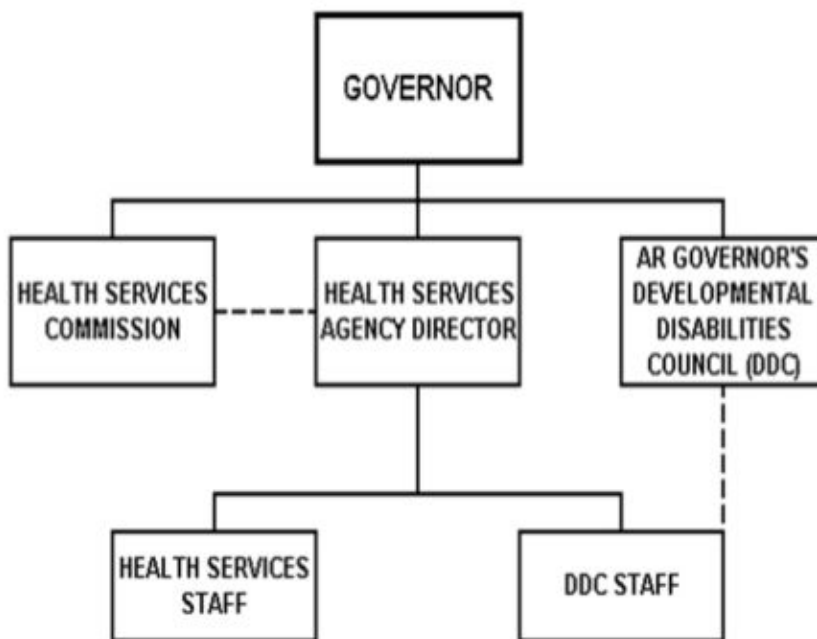 GOVERNOR
HEALTH SERVICES
COMMISSION
HEALTH SERVICES
AGENCY DIRECTOR
AR GOVERNOR'S
DEVELOPMENTAL
DISABILITIES
COUNCIL (DDC)
HEALTH SERVICES
STAFF
DDC STAFF